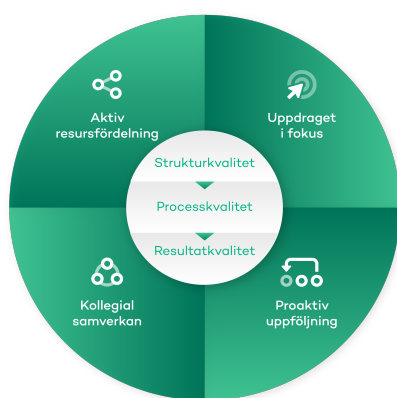 Aktiv
resursfördelning
Uppdraget
i fokus
Strukturkvalitet
Processkvalitet
Resultatkvalitet
Kollegial
samverkan
Proaktiv
uppföljning